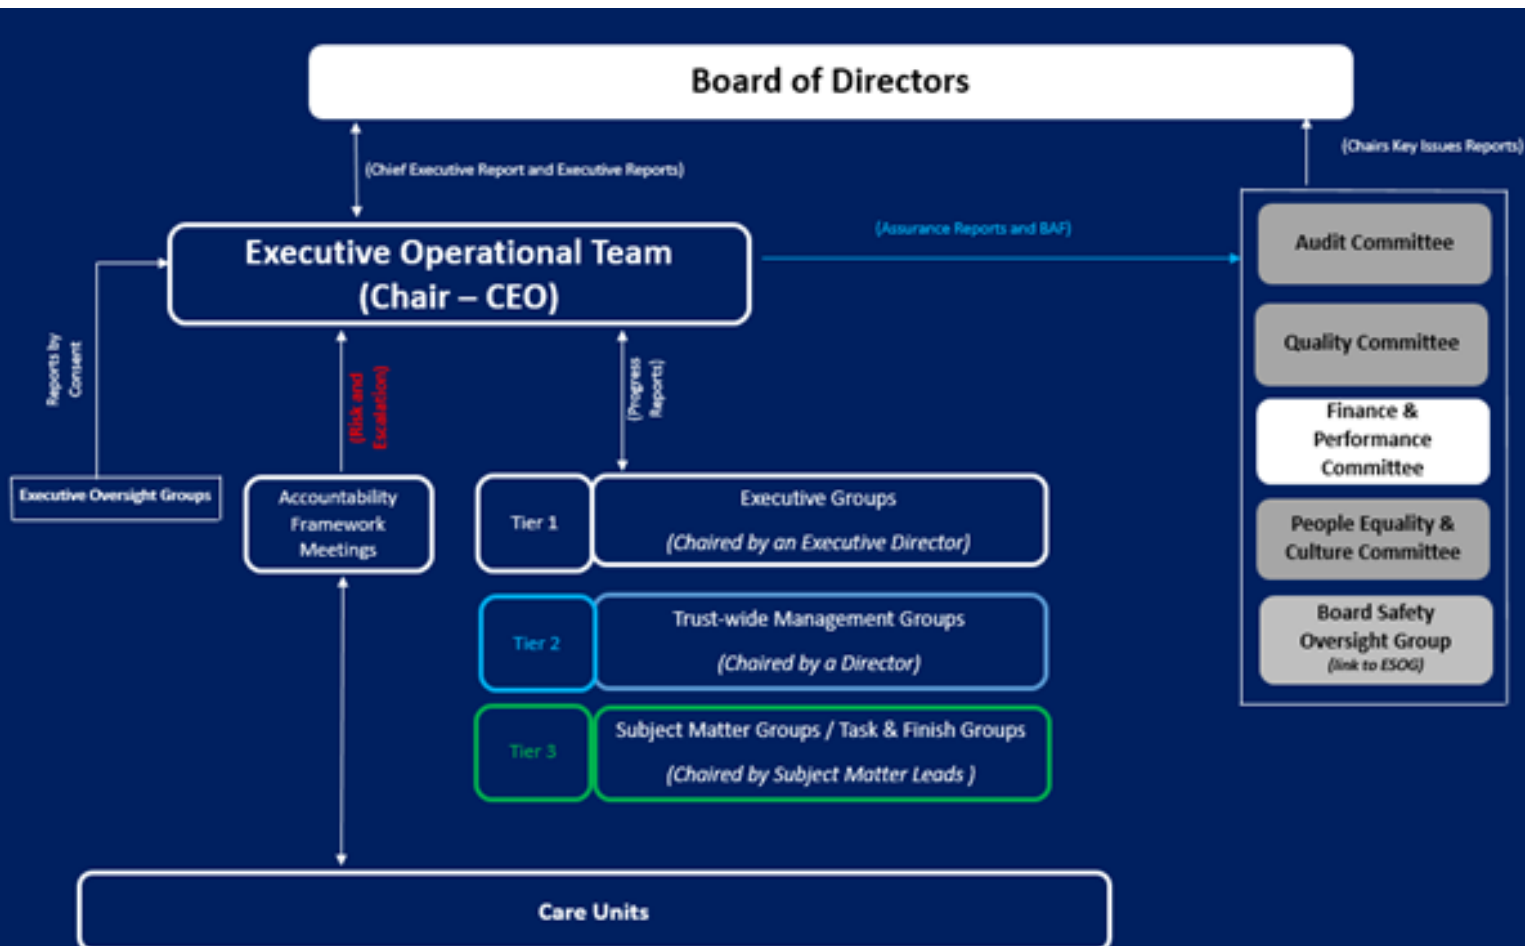 Board of Directors
(Chief Executive Report and Executive Reports)
(Chairs Key Issues Reports)
Executive Operational Team
(Chair – CEO)
(Assurance Reports and BAF)
Audit Committee
Quality Committee
Finance &
Performance
Committee
People Equality &
Culture Committee
Board Safety
Oversight Group
(link to ESOG)
Reports by
Consent
(Risk and
Escalation)
(Progress
Reports)
Executive Oversight Groups
Accountability
Framework
Meetings
Tier 1
Executive Groups
(Chaired by an Executive Director)
Tier 2
Trust-wide Management Groups
(Chaired by a Director)
Tier 3
Subject Matter Groups / Task & Finish Groups
(Chaired by Subject Matter Leads )
Care Units